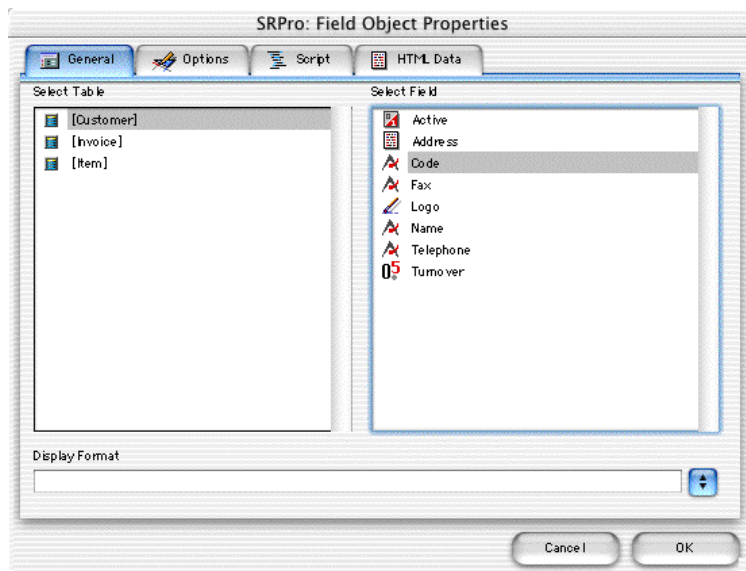 SRPro: Field Object Properties
General Options Script HTML Data
Select Table Select Field
[Customer]
[Invoice]
[Item]
Active
Address
Code
Fax
Logo
Name
Telephone
Turnover
Display Format
Cancel OK